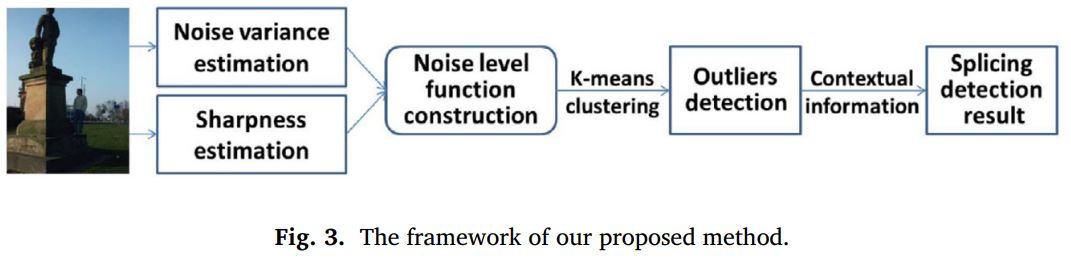 Noise variance
estimation
Sharpness
estimation
Noise level
function
construction
K-means
clustering
Outliers
detection
Contextual
information
Splicing
detection
result
Fig. 3. The framework of our proposed method.